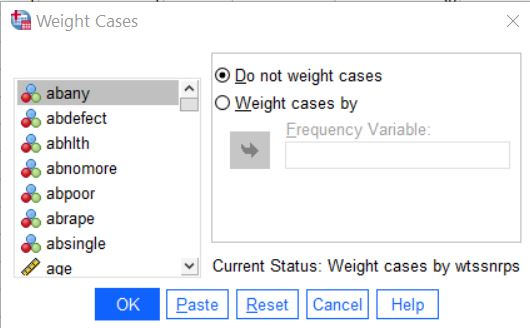 Weight Cases
abany
abdefect
abhlth
abnomore
abpoor
abrape
absingle
age
Do not weight cases
Weight cases by
Frequency Variable:
Current Status: Weight cases by wtssnrps
OK Paste Reset Cancel Help